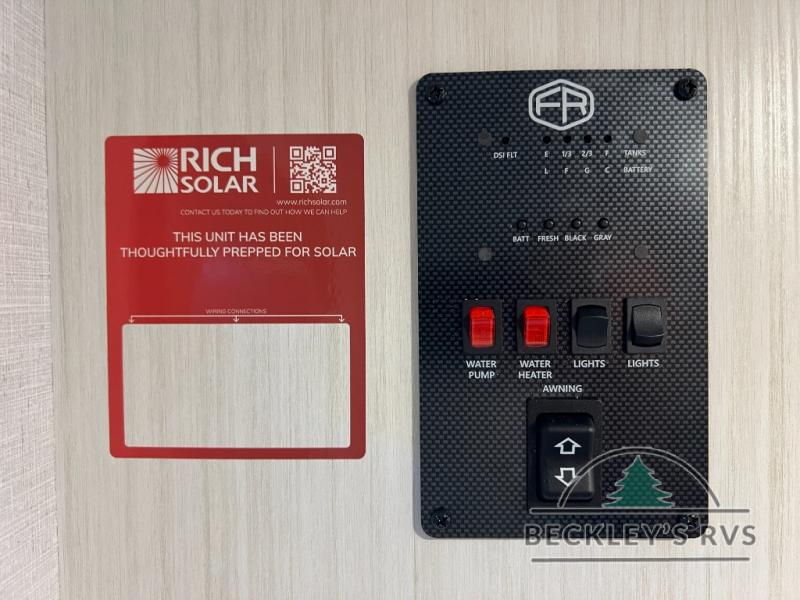 RICH
SOLAR
www.richsolar.com
CONTACT US TODAY TO FIND OUT HOW WE CAN HELP
THIS UNIT HAS BEEN
THOUGHTFULLY PREPPED FOR SOLAR
WIRING CONNECTIONS
FR
DSI FLT E 1/3 2/3 F TANKS
L F G C BATTERY
BATT FRESH BLACK GRAY
WATER PUMP
WATER HEATER
LIGHTS
LIGHTS
AWNING
BECKLEY'S RVS